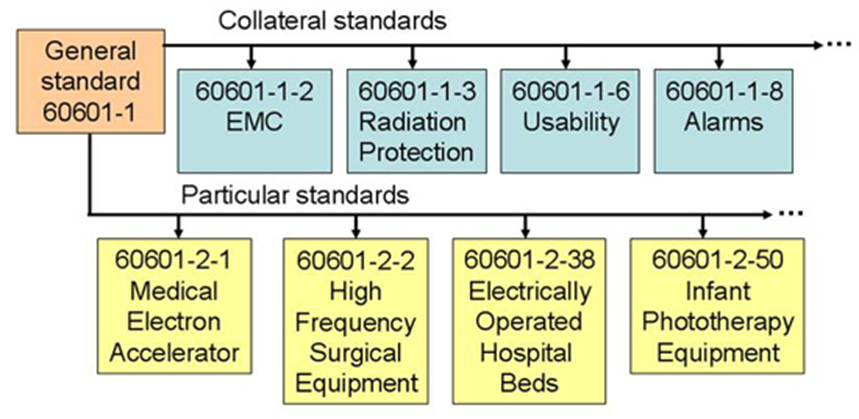 Collateral standards
...
General
standard
60601-1
60601-1-2
EMC
60601-1-3
Radiation
Protection
60601-1-6
Usability
60601-1-8
Alarms
Particular standards
...
60601-2-1
Medical
Electron
Accelerator
60601-2-2
High
Frequency
Surgical
Equipment
60601-2-38
Electrically
Operated
Hospital
Beds
60601-2-50
Infant
Phototherapy
Equipment